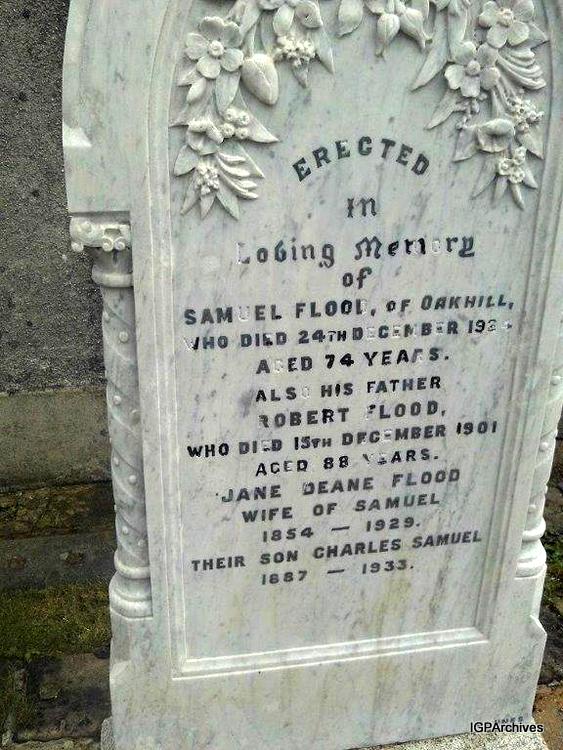 ERECTED
In
Loving Memory
of
SAMUEL FLOOD, OF OAKHILL,
WHO DIED 24TH DECEMBER
AGED 74 YEARS.
ALSO HIS FATHER
ROBERT FLOOD,
WHO DIED 15TH DECEMBER 1901
AGED 88 YEARS.
JANE DEANE FLOOD
WIFE OF SAMUEL
1854 — 1929.
THEIR SON CHARLES SAMUEL
1887 — 1933.
IGPArchives